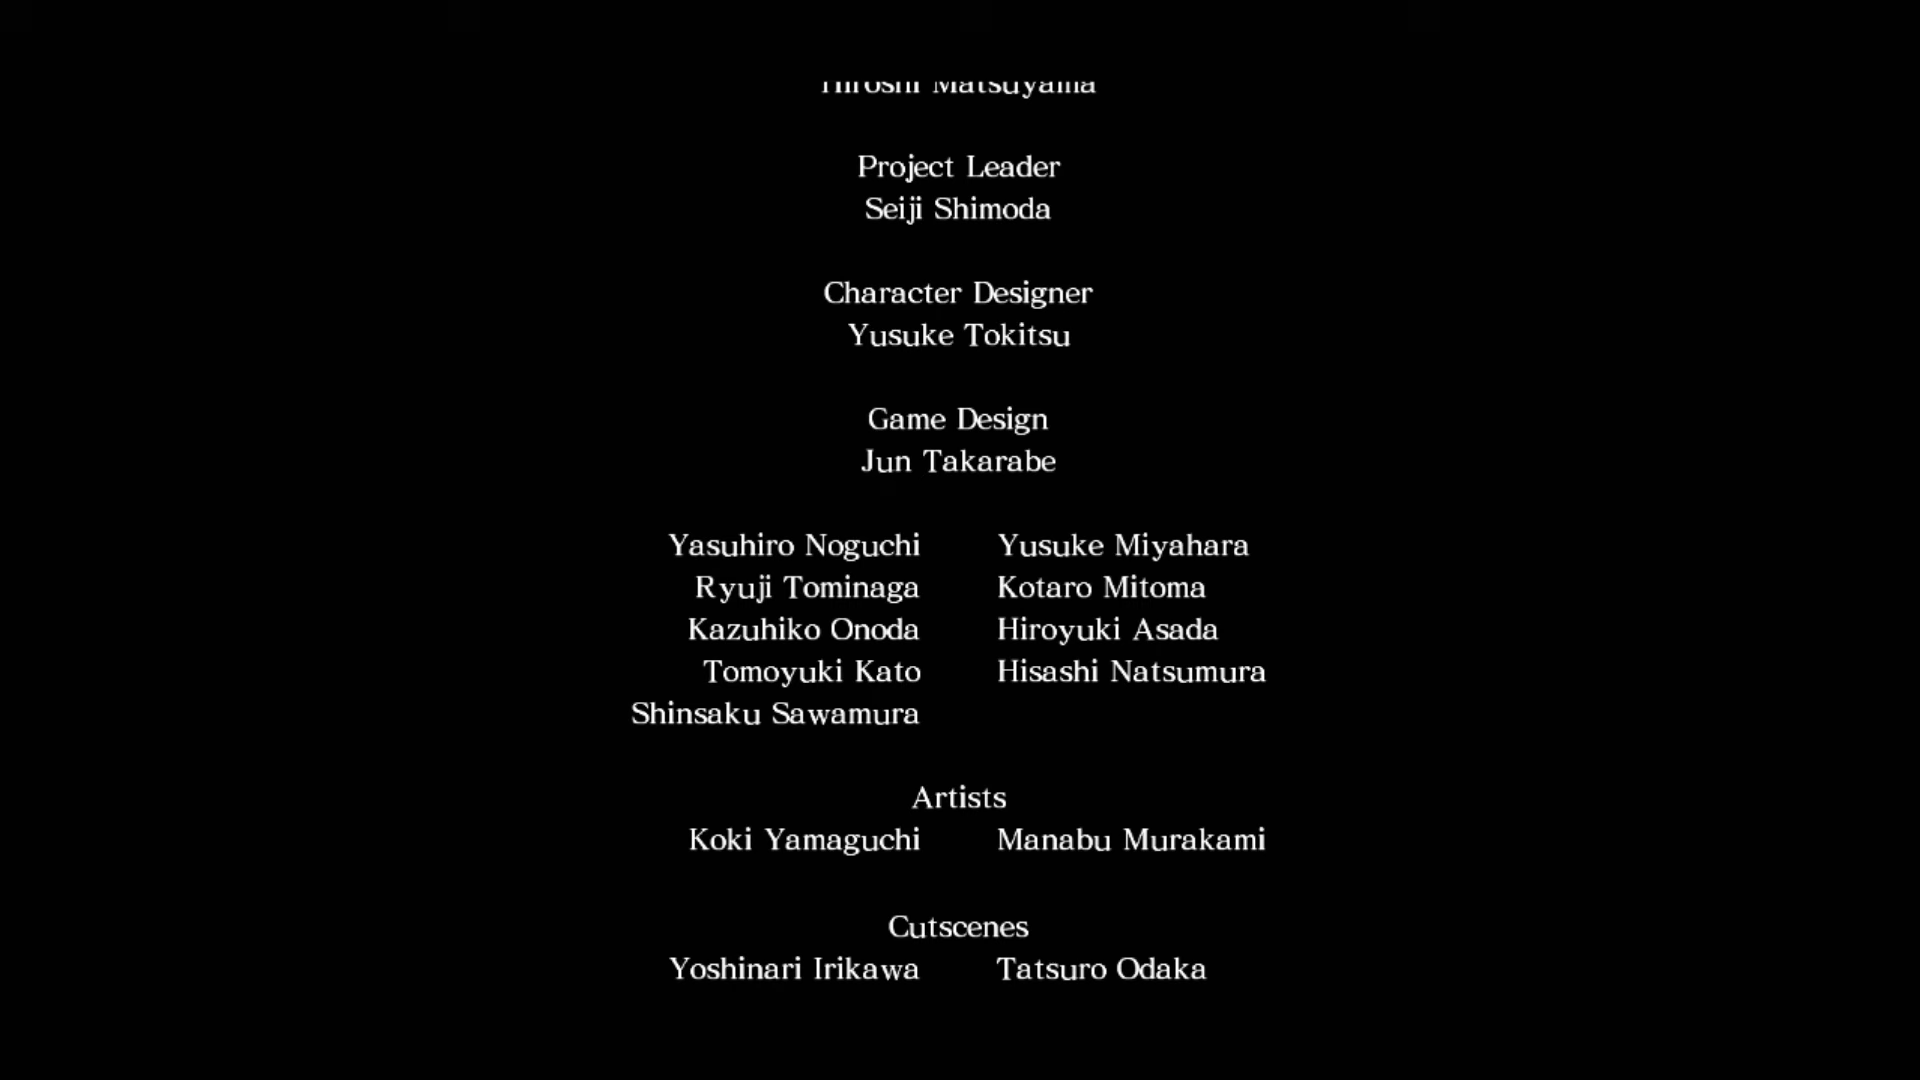 Hiroshi Matsuyama
Project Leader
Seiji Shimoda
Character Designer
Yusuke Tokitsu
Game Design
Jun Takarabe
Yasuhiro Noguchi Yusuke Miyahara
Ryuji Tominaga Kotaro Mitoma
Kazuhiko Onoda Hiroyuki Asada
Tomoyuki Kato Hisashi Natsumura
Shinsaku Sawamura
Artists
Koki Yamaguchi Manabu Murakami
Cutscenes
Yoshinari Irikawa Tatsuro Odaka